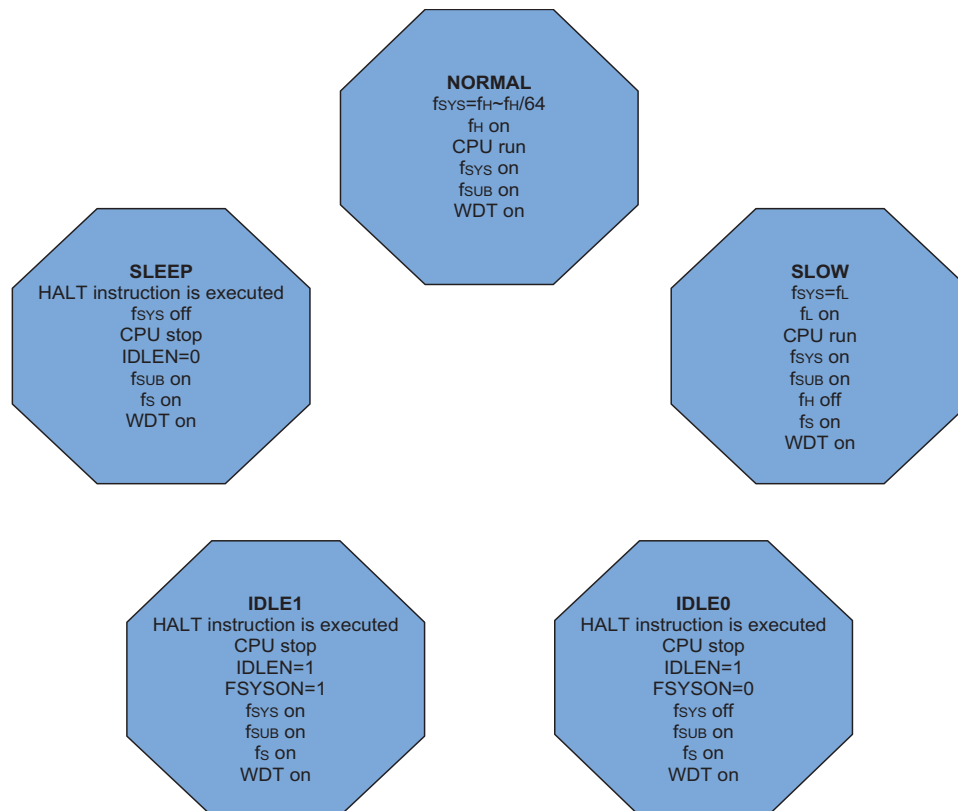 NORMAL
fSYS=fH~fH/64
fH on
CPU run
fSYS on
fSUB on
WDT on
SLEEP
HALT instruction is executed
fSYS off
CPU stop
IDLEN=0
fSUB on
fS on
WDT on
SLOW
fSYS=fL
fL on
CPU run
fSYS on
fSUB on
fH off
fS on
WDT on
IDLE1
HALT instruction is executed
CPU stop
IDLEN=1
FSYSON=1
fSYS on
fSUB on
fS on
WDT on
IDLE0
HALT instruction is executed
CPU stop
IDLEN=1
FSYSON=0
fSYS off
fSUB on
fS on
WDT on